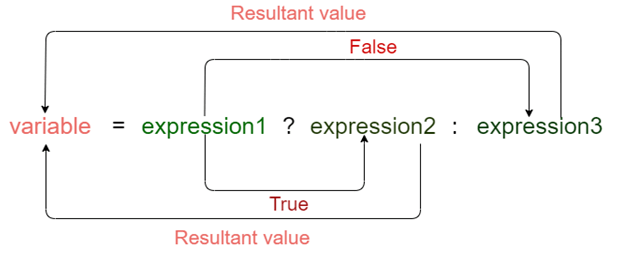 Resultant value
False
variable = expression1 ? expression2 : expression3
True
Resultant value